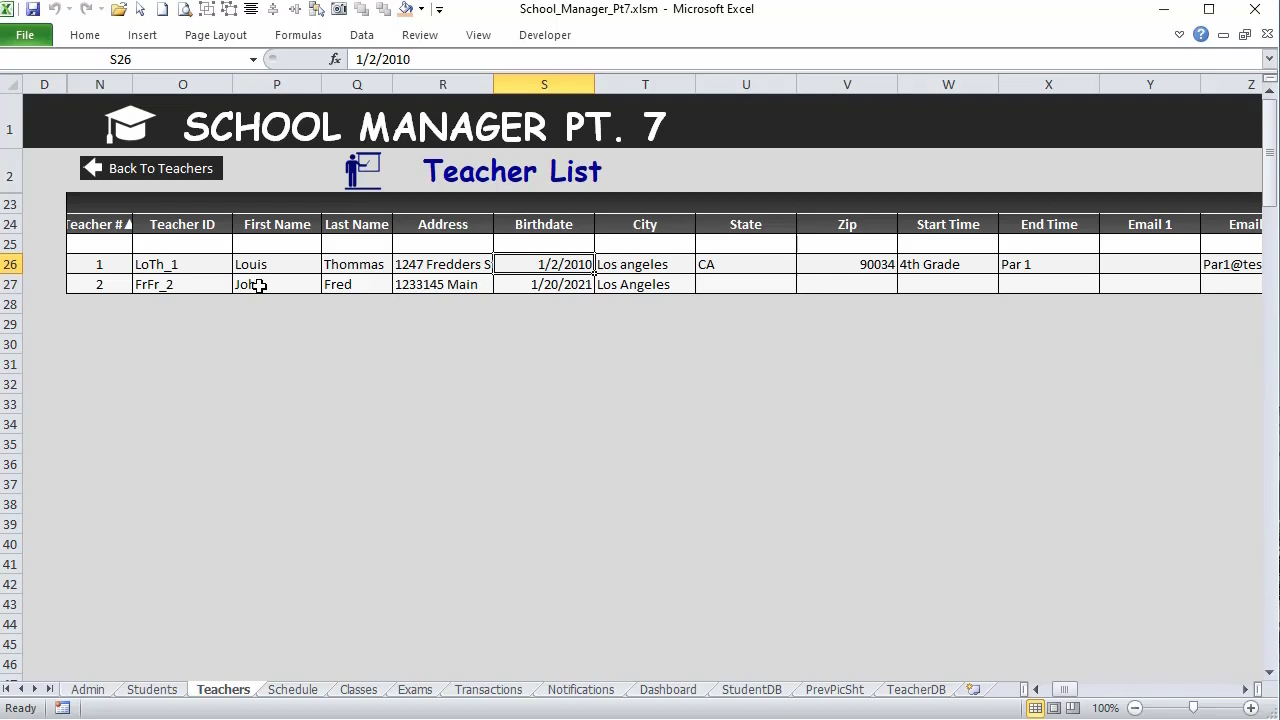 School_Manager_Pt7.xlsm - Microsoft Excel
File Home Insert Page Layout Formulas Data Review View Developer
S26 fx 1/2/2010
D N O P Q R S T U V W X Y Z
1 SCHOOL MANAGER PT. 7
2 Back To Teachers Teacher List
23
24 Teacher #▲ Teacher ID First Name Last Name Address Birthdate City State Zip Start Time End Time Email 1 Email
25
26 1 LoTh_1 Louis Thommas 1247 Fredders S 1/2/2010 Los angeles CA 90034 4th Grade Par 1 Par1@tes
27 2 FrFr_2 Fred 1233145 Main 1/20/2021 Los Angeles
28
29
30
31
32
33
34
35
36
37
38
39
40
41
42
43
44
45
46
Admin Students Teachers Schedule Classes Exams Transactions Notifications Dashboard StudentDB PrevPicSht TeacherDB
Ready 100%